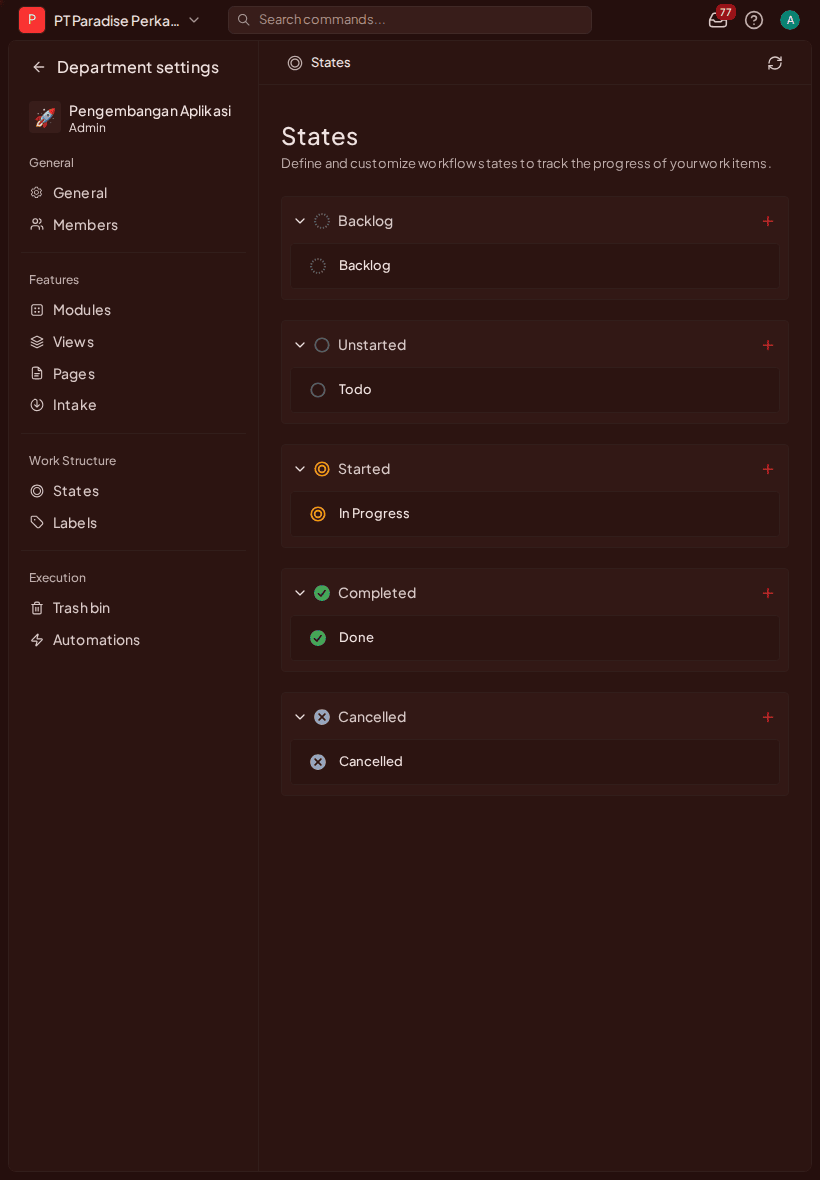 P PT Paradise Perka... Search commands... 77 A
Department settings
Pengembangan Aplikasi
Admin
General
General
Members
Features
Modules
Views
Pages
Intake
Work Structure
States
Labels
Execution
Trash bin
Automations
States
States
Define and customize workflow states to track the progress of your work items.
Backlog
Backlog
Unstarted
Todo
Started
In Progress
Completed
Done
Cancelled
Cancelled